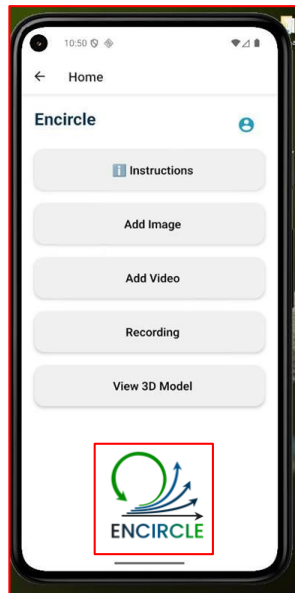 10:50
Home
Encircle
Instructions
Add Image
Add Video
Recording
View 3D Model
ENCIRCLE